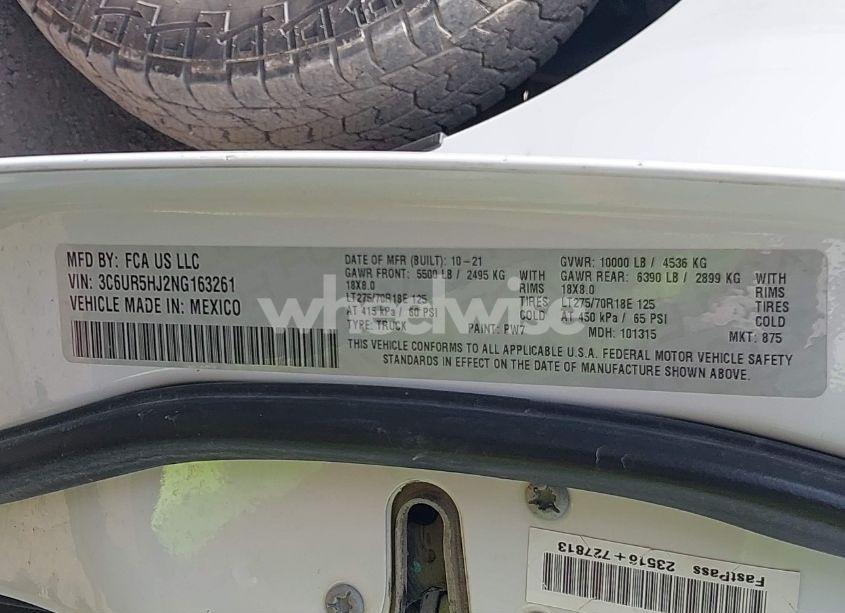 MFD BY: FCA US LLC
VIN: 3C6UR5HJ2NG163261
VEHICLE MADE IN: MEXICO
DATE OF MFR (BUILT): 10-21
GAWR FRONT: 5500 LB / 2495 KG
18X8.0 RIMS
LT275/70R18E 125 TIRES
AT 415 kPa / 60 PSI COLD
TYPE: TRUCK
GVWR: 10000 LB / 4536 KG
GAWR REAR: 6390 LB / 2899 KG
18X8.0 RIMS
LT275/70R18E 125 TIRES
AT 450 kPa / 65 PSI COLD
PAINT: PW7 MDH: 101315 MKT: 875
THIS VEHICLE CONFORMS TO ALL APPLICABLE U.S.A. FEDERAL MOTOR VEHICLE SAFETY
STANDARDS IN EFFECT ON THE DATE OF MANUFACTURE SHOWN ABOVE.
wheelwise
FastPass 23516+727813